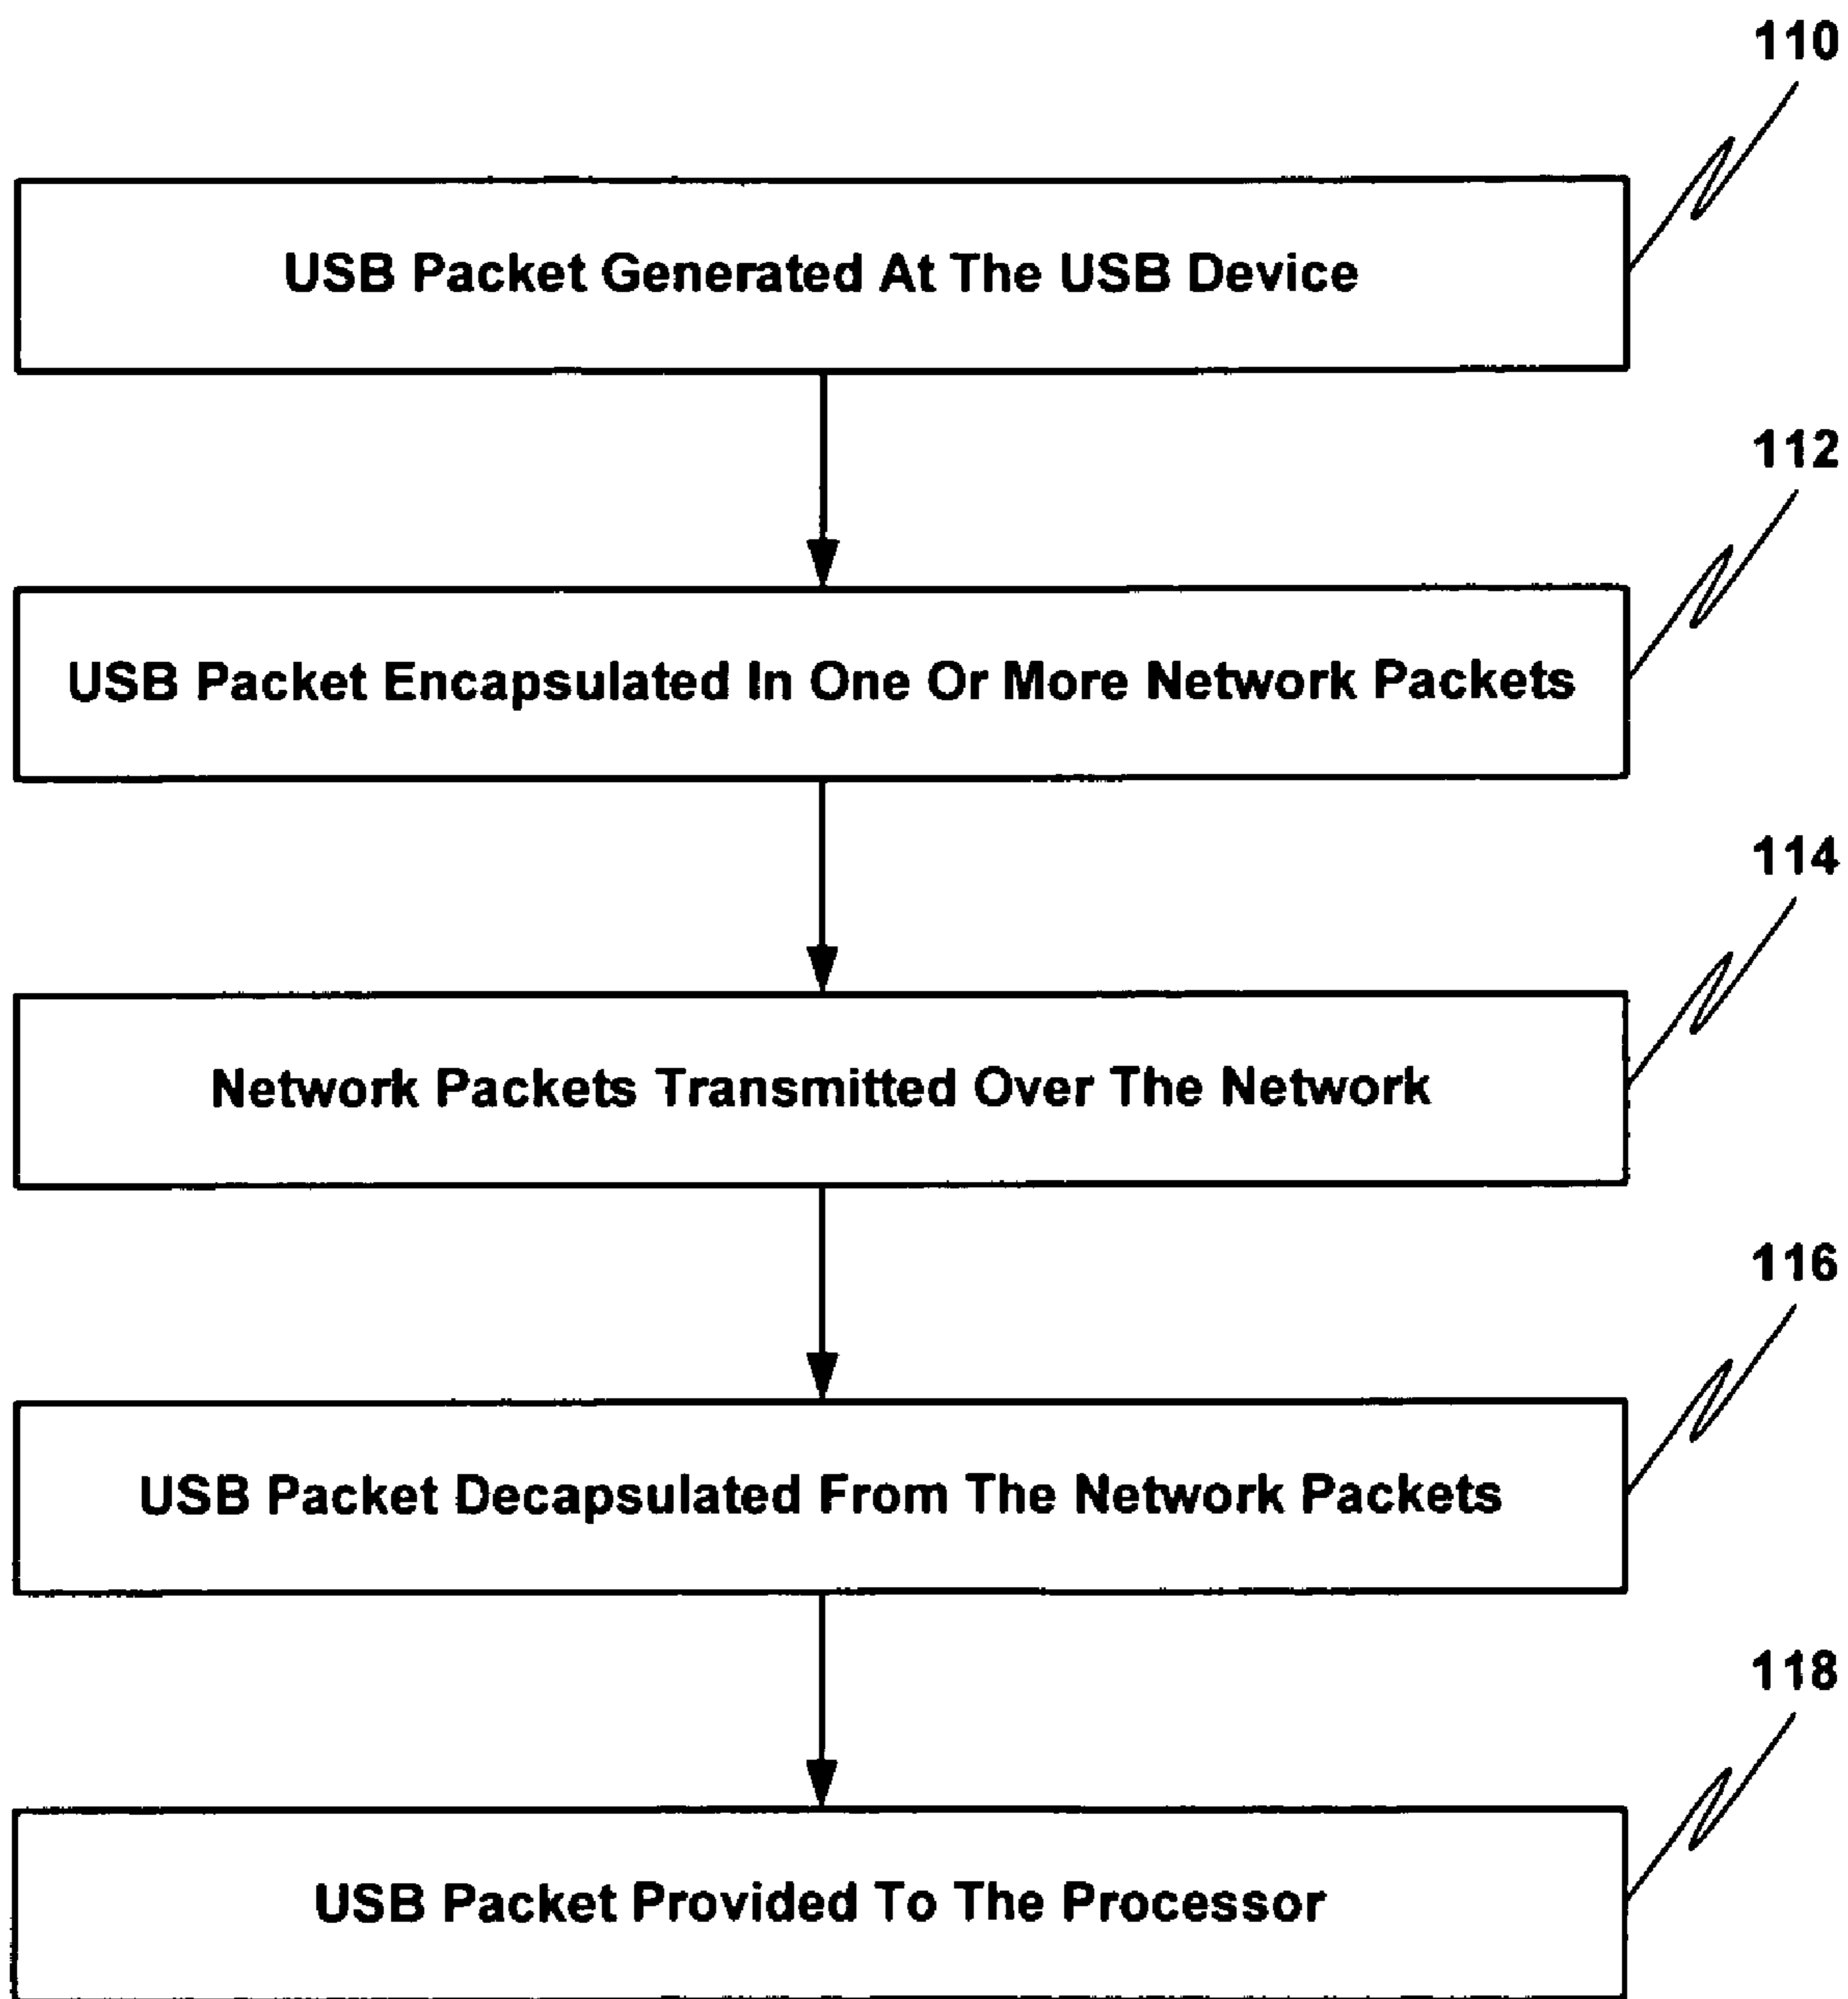 110
USB Packet Generated At The USB Device
112
USB Packet Encapsulated In One Or More Network Packets
114
Network Packets Transmitted Over The Network
116
USB Packet Decapsulated From The Network Packets
118
USB Packet Provided To The Processor